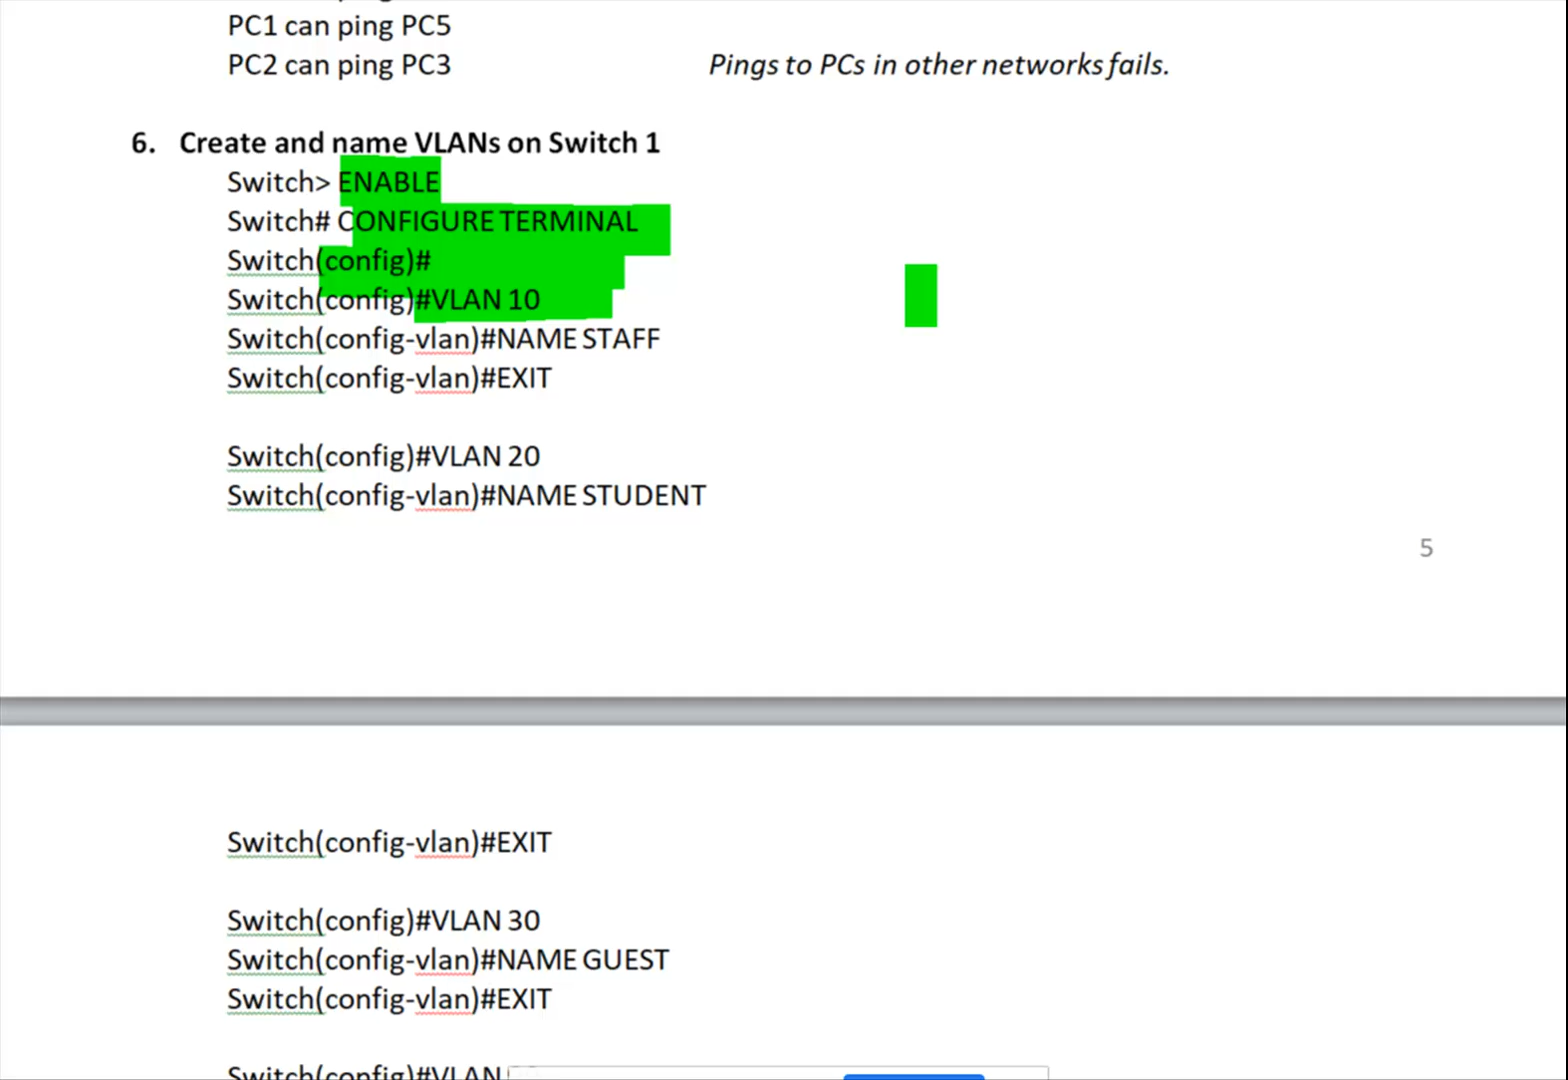 PC1 can ping PC5
PC2 can ping PC3 Pings to PCs in other networks fails.
6. Create and name VLANs on Switch 1
Switch> ENABLE
Switch# CONFIGURE TERMINAL
Switch(config)#
Switch(config)#VLAN 10
Switch(config-vlan)#NAME STAFF
Switch(config-vlan)#EXIT
Switch(config)#VLAN 20
Switch(config-vlan)#NAME STUDENT
5
Switch(config-vlan)#EXIT
Switch(config)#VLAN 30
Switch(config-vlan)#NAME GUEST
Switch(config-vlan)#EXIT
Switch(config)#VLAN